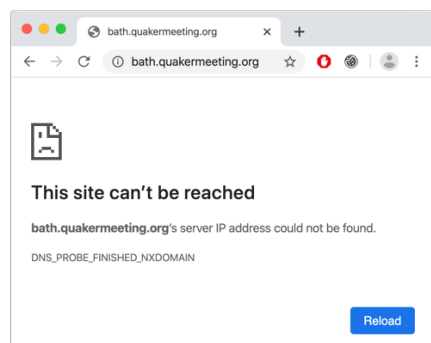 bath.quakermeeting.org
bath.quakermeeting.org
This site can’t be reached
bath.quakermeeting.org’s server IP address could not be found.
DNS_PROBE_FINISHED_NXDOMAIN
Reload